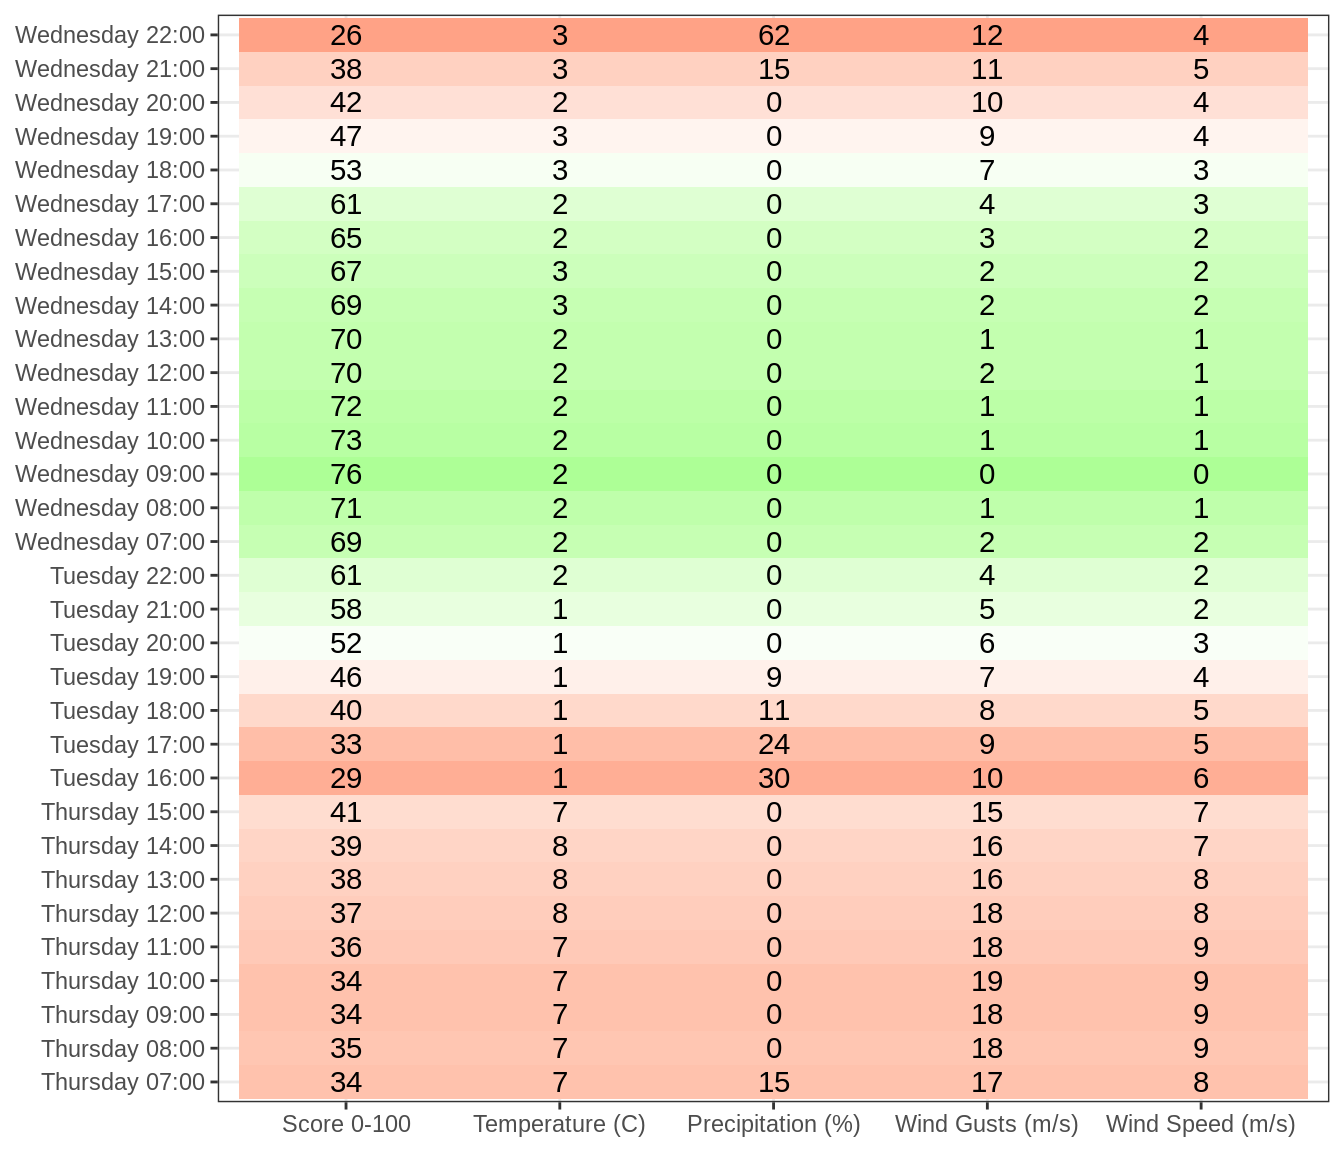 Wednesday 22:00 26 3 62 12 4
Wednesday 21:00 38 3 15 11 5
Wednesday 20:00 42 2 0 10 4
Wednesday 19:00 47 3 0 9 4
Wednesday 18:00 53 3 0 7 3
Wednesday 17:00 61 2 0 4 3
Wednesday 16:00 65 2 0 3 2
Wednesday 15:00 67 3 0 2 2
Wednesday 14:00 69 3 0 2 2
Wednesday 13:00 70 2 0 1 1
Wednesday 12:00 70 2 0 2 1
Wednesday 11:00 72 2 0 1 1
Wednesday 10:00 73 2 0 1 1
Wednesday 09:00 76 2 0 0 0
Wednesday 08:00 71 2 0 1 1
Wednesday 07:00 69 2 0 2 2
Tuesday 22:00 61 2 0 4 2
Tuesday 21:00 58 1 0 5 2
Tuesday 20:00 52 1 0 6 3
Tuesday 19:00 46 1 9 7 4
Tuesday 18:00 40 1 11 8 5
Tuesday 17:00 33 1 24 9 5
Tuesday 16:00 29 1 30 10 6
Thursday 15:00 41 7 0 15 7
Thursday 14:00 39 8 0 16 7
Thursday 13:00 38 8 0 16 8
Thursday 12:00 37 8 0 18 8
Thursday 11:00 36 7 0 18 9
Thursday 10:00 34 7 0 19 9
Thursday 09:00 34 7 0 18 9
Thursday 08:00 35 7 0 18 9
Thursday 07:00 34 7 15 17 8
Score 0-100 Temperature (C) Precipitation (%) Wind Gusts (m/s) Wind Speed (m/s)